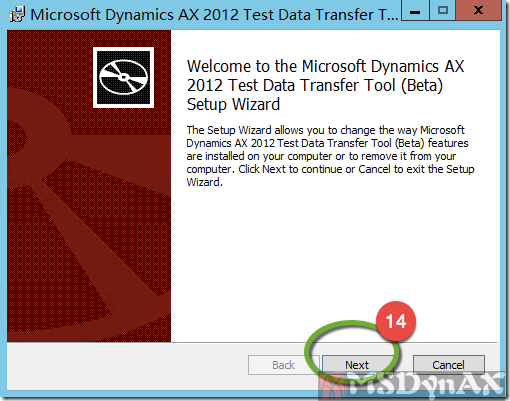 Microsoft Dynamics AX 2012 Test Data Transfer T...
Welcome to the Microsoft Dynamics AX
2012 Test Data Transfer Tool (Beta)
Setup Wizard
The Setup Wizard allows you to change the way Microsoft
Dynamics AX 2012 Test Data Transfer Tool (Beta) features
are installed on your computer or to remove it from your
computer. Click Next to continue or Cancel to exit the Setup
Wizard.
14
Back Next Cancel
MSDynAX